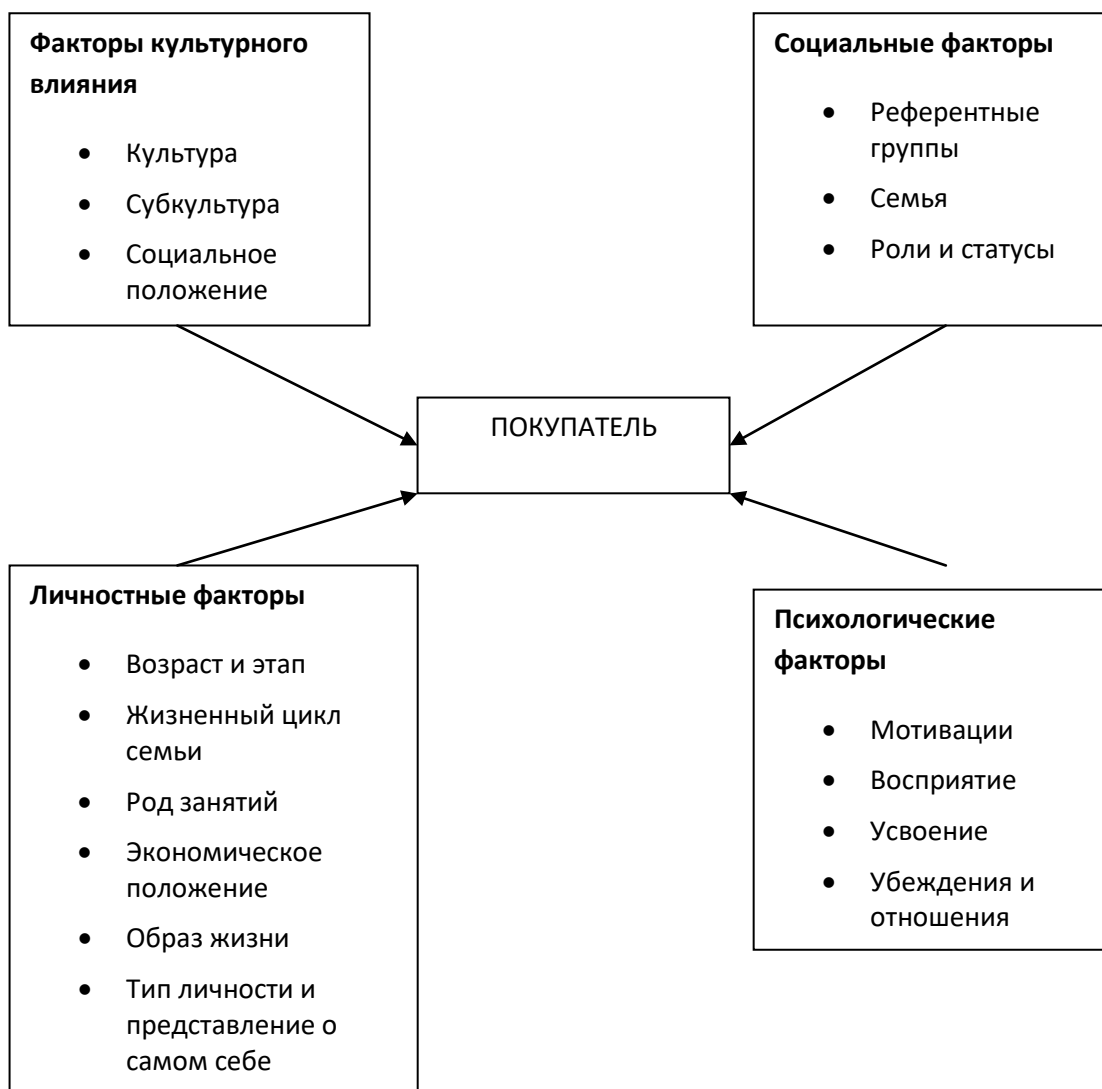 Факторы культурного
влияния
• Культура
• Субкультура
• Социальное
положение
Социальные факторы
• Референтные
группы
• Семья
• Роли и статусы
ПОКУПАТЕЛЬ
Личностные факторы
• Возраст и этап
• Жизненный цикл
семьи
• Род занятий
• Экономическое
положение
• Образ жизни
• Тип личности и
представление о
самом себе
Психологические
факторы
• Мотивации
• Восприятие
• Усвоение
• Убеждения и
отношения